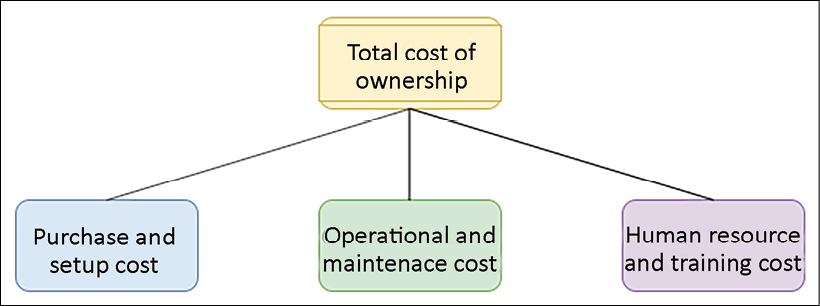 Total cost of
ownership
Purchase and
setup cost
Operational and
maintenace cost
Human resource
and training cost